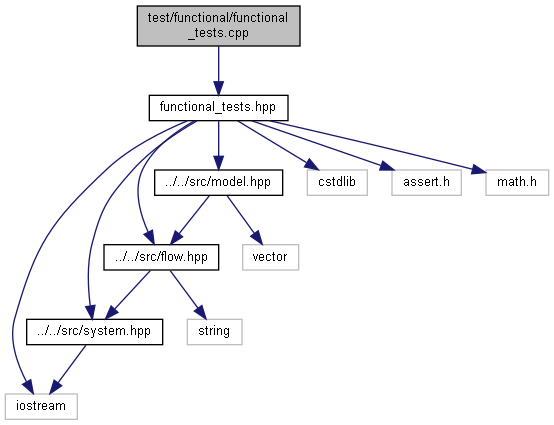 test/functional/functional
_tests.cpp
functional_tests.hpp
../../src/model.hpp
cstdlib
assert.h
math.h
../../src/flow.hpp
vector
../../src/system.hpp
string
iostream